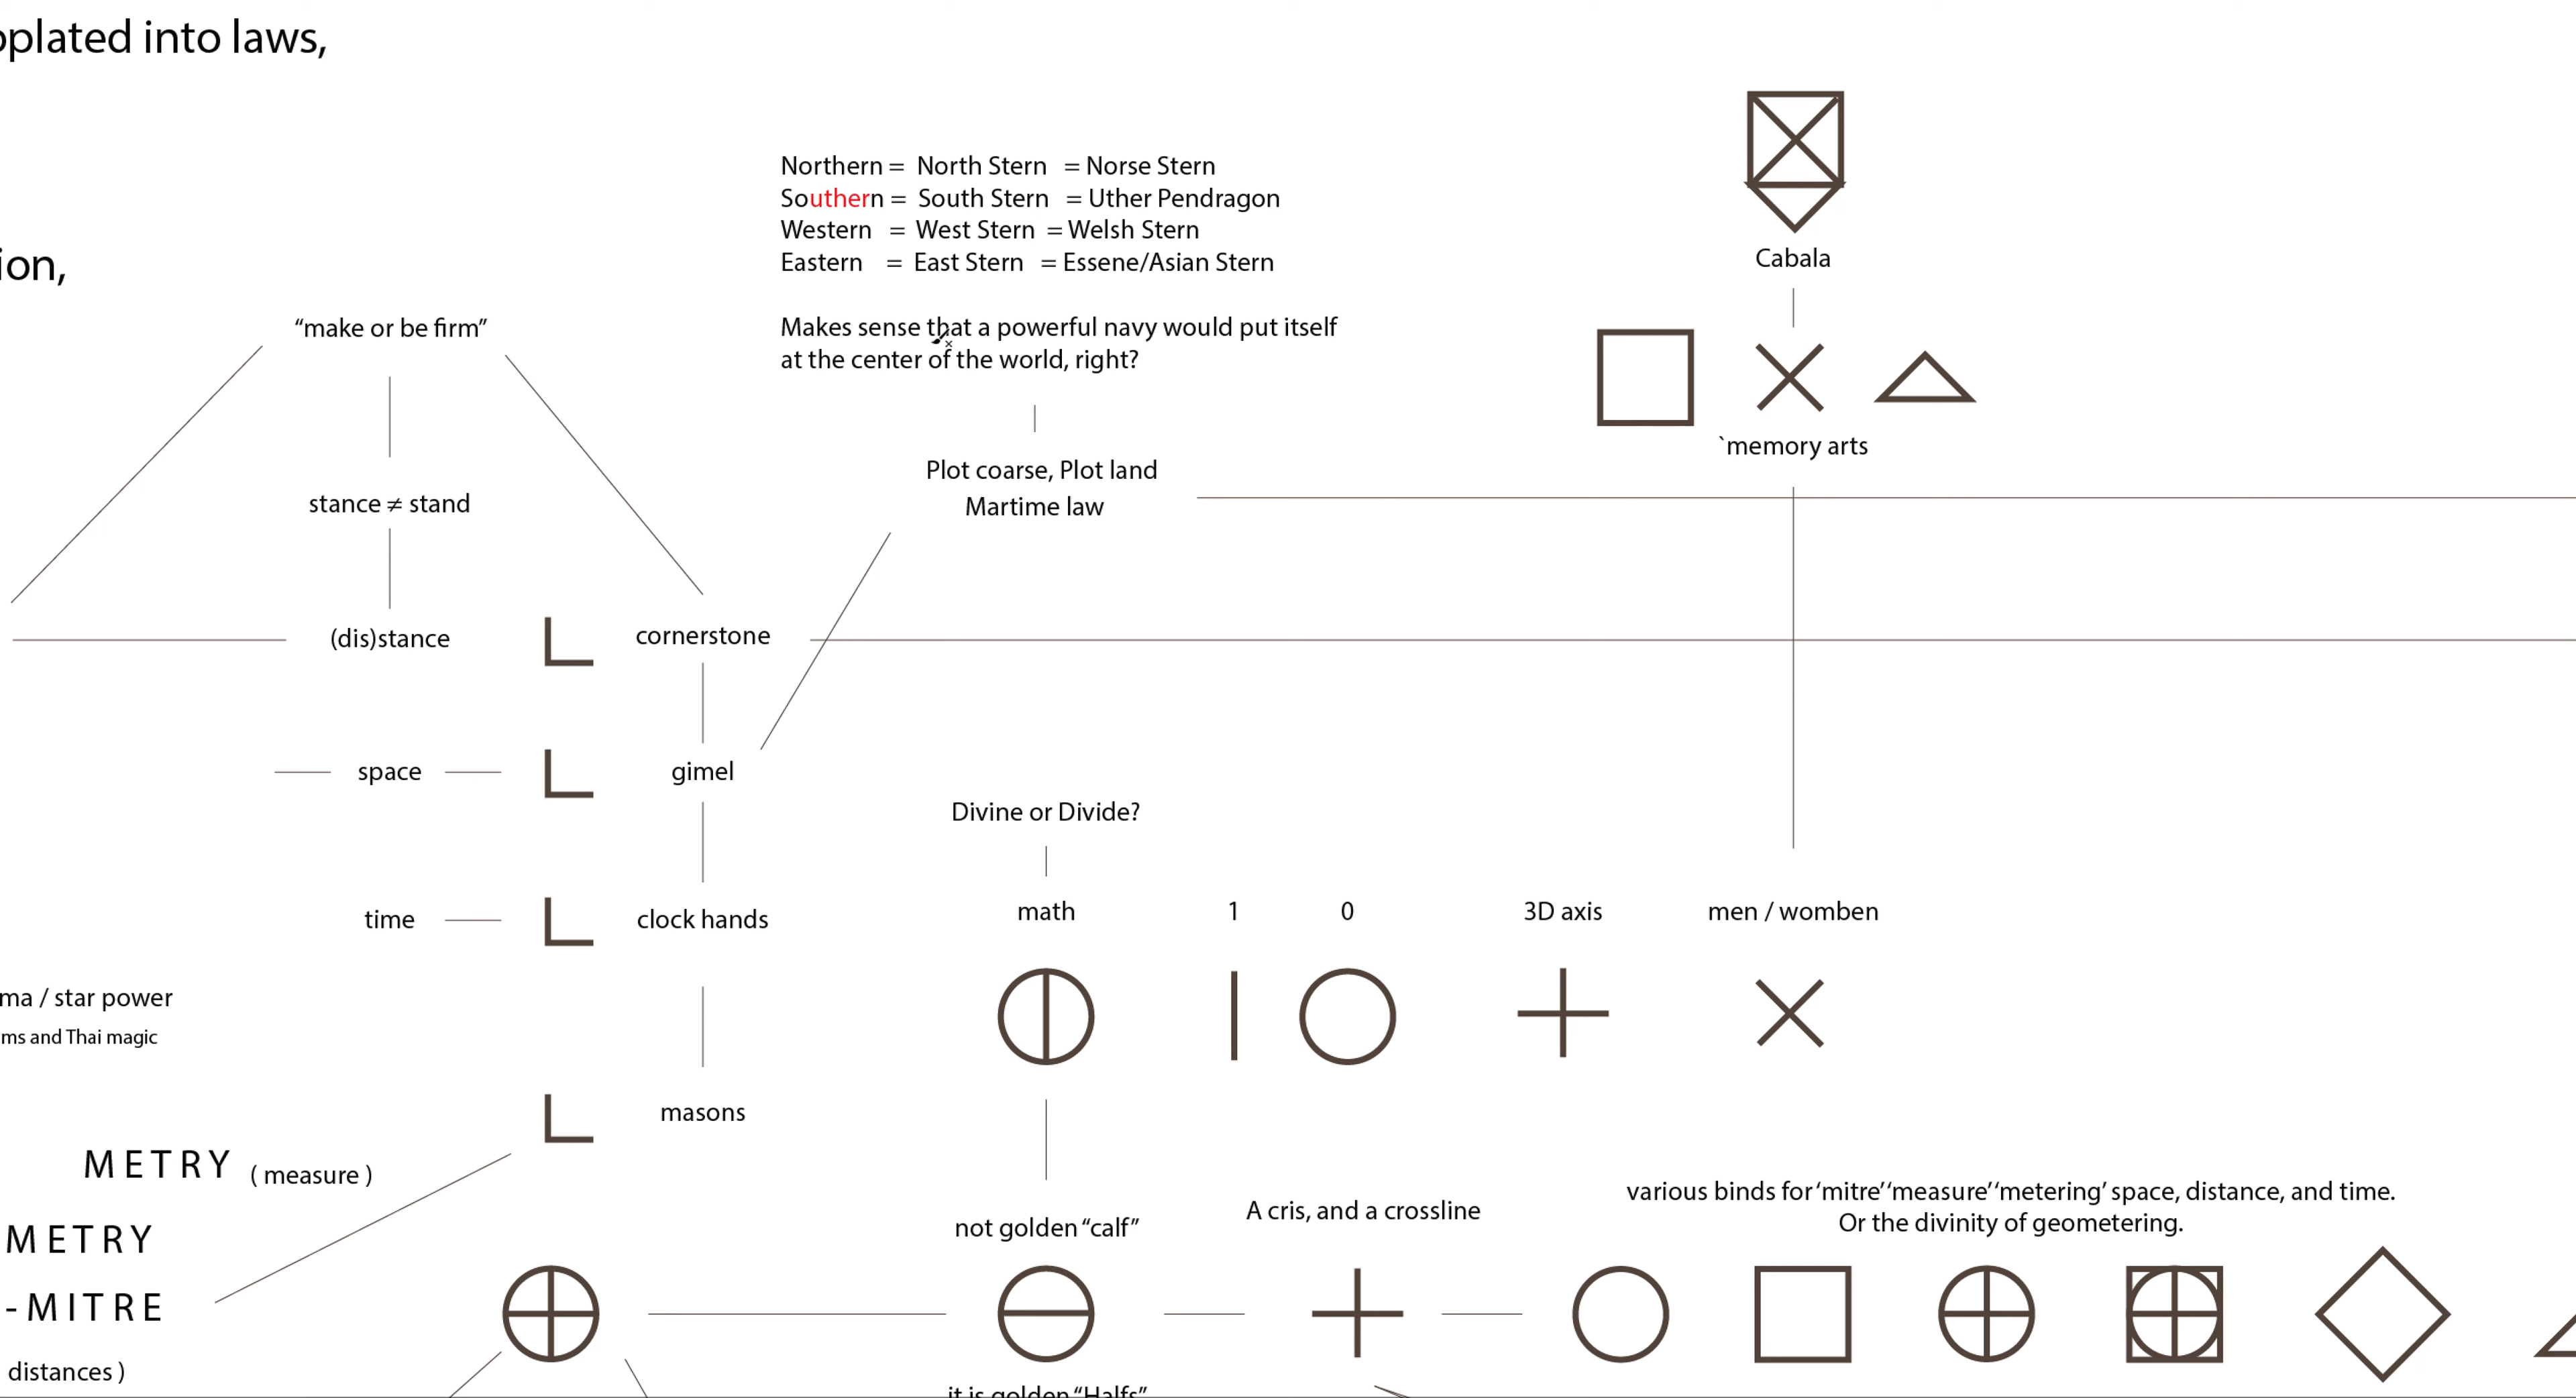 into laws,
Northern = North Stern = Norse Stern
Southern = South Stern = Uther Pendragon
Western = West Stern = Welsh Stern
Eastern = East Stern = Essene/Asian Stern
Makes sense that a powerful navy would put itself
at the center of the world, right?
Cabala
`memory arts
"make or be firm"
stance ≠ stand
(dis)stance
Plot coarse, Plot land
Martime law
cornerstone
space
gimel
time
clock hands
masons
Divine or Divide?
math
1
0
3D axis
men / womben
/ star power
and Thai magic
METRY ( measure )
METRY
-MITRE
distances )
not golden "calf"
A cris, and a crossline
various binds for 'mitre' 'measure' 'metering' space, distance, and time.
Or the divinity of geometering.
it is golden "Halfs"